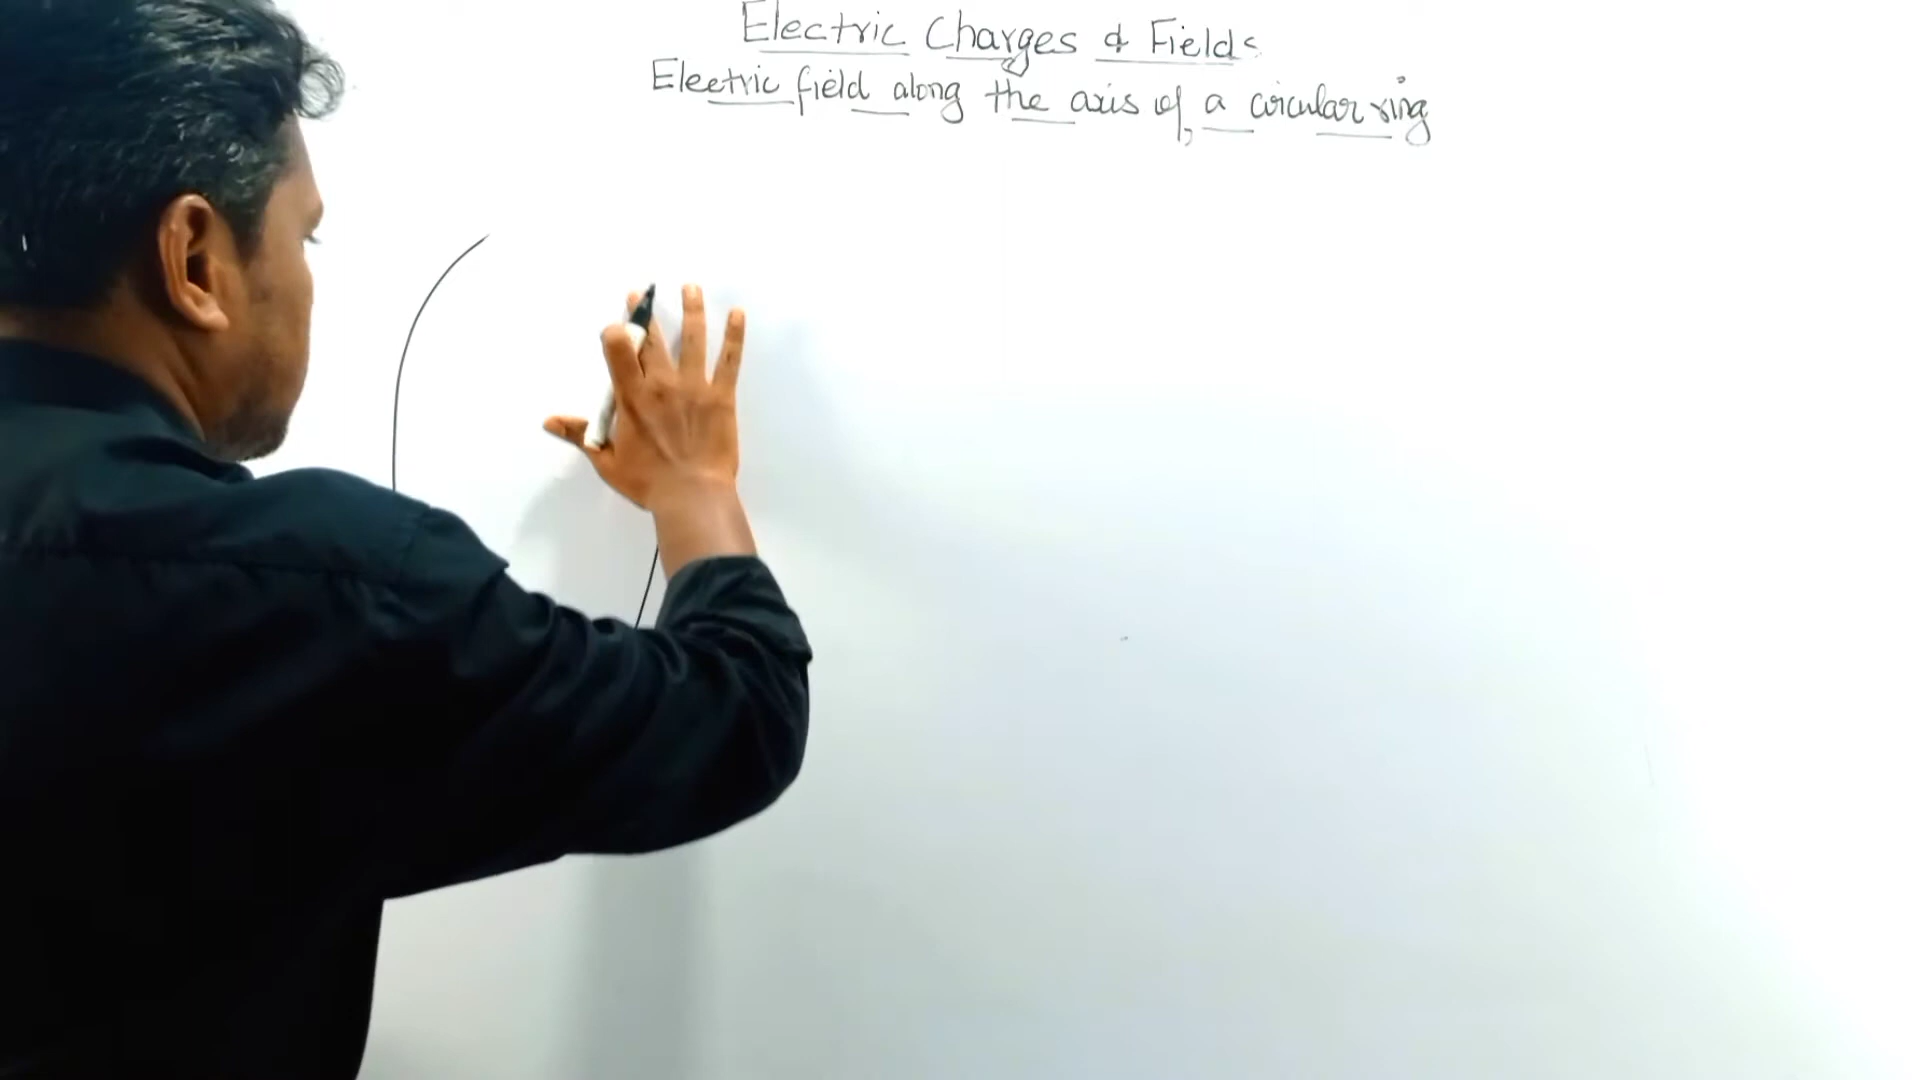 Electric Charges & Fields
Electric field along the axis of a circular ring